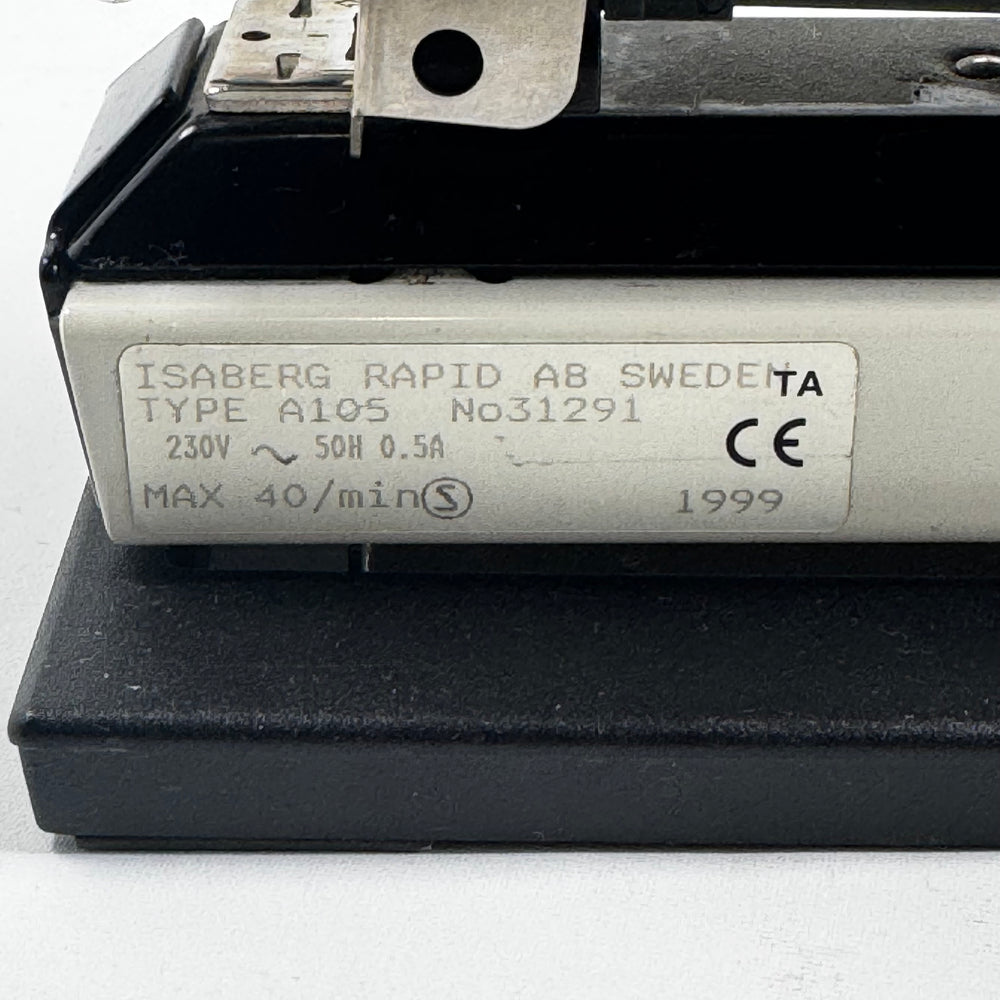 ISABERG RAPID AB SWEDEN TA
TYPE A105 No31291
230V ~ 50H 0.5A CE
MAX 40/min Ⓢ 1999